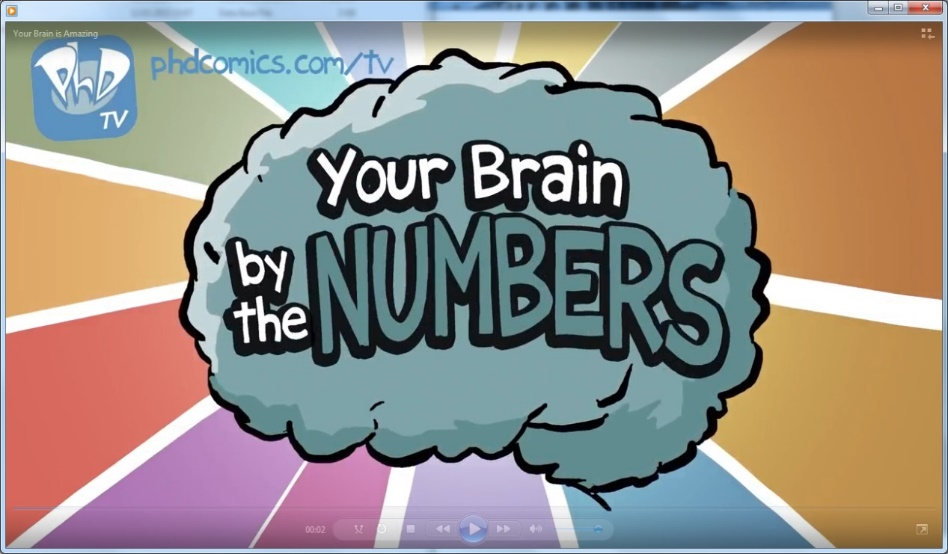 Your Brain is Amazing
PhD
TV
phdcomics.com/tv
Your Brain
by
the
NUMBERS
00:02